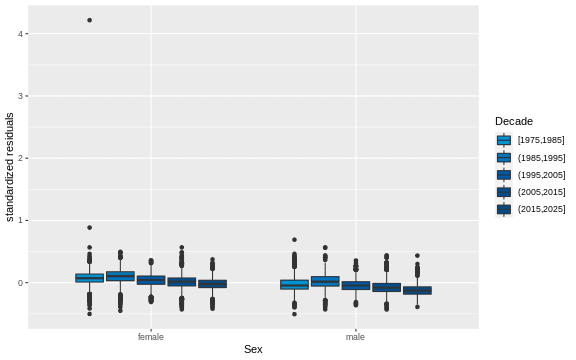 4
3
2
1
0
standardized residuals
female
male
Sex
Decade
[1975,1985]
(1985,1995]
(1995,2005]
(2005,2015]
(2015,2025]